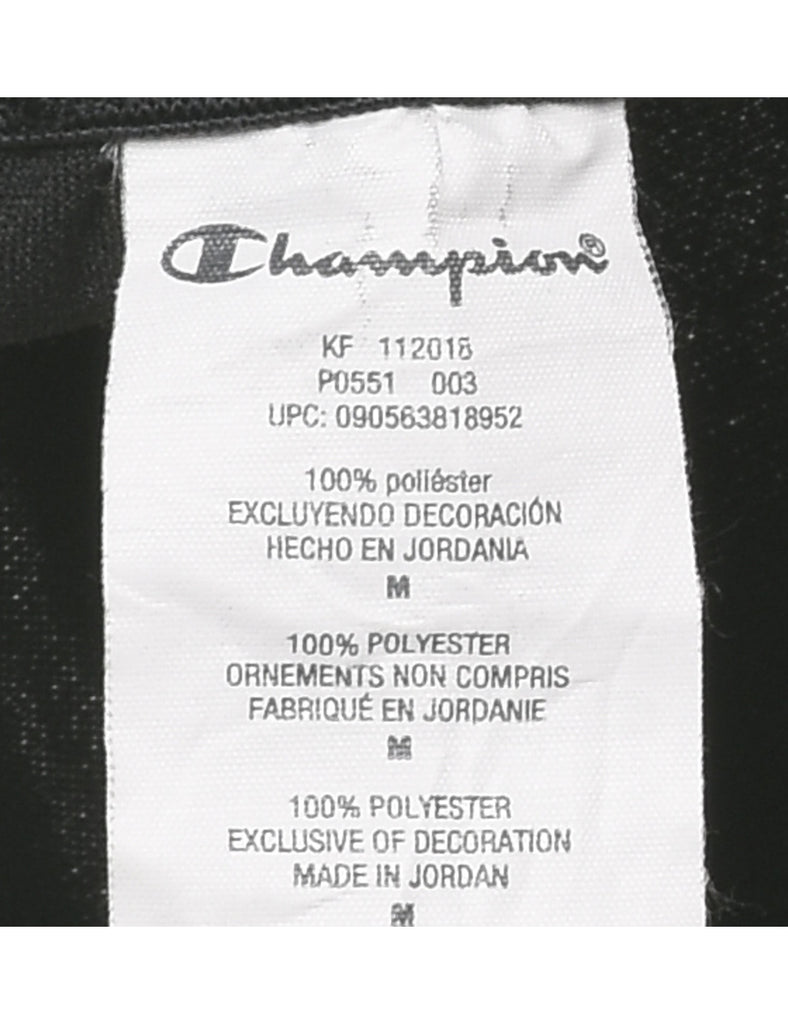 Champion®
KF 112018
P0551 003
UPC: 090563818952
100% poliéster
EXCLUYENDO DECORACIÓN
HECHO EN JORDANIA
M
100% POLYESTER
ORNEMENTS NON COMPRIS
FABRIQUÉ EN JORDANIE
M
100% POLYESTER
EXCLUSIVE OF DECORATION
MADE IN JORDAN
M